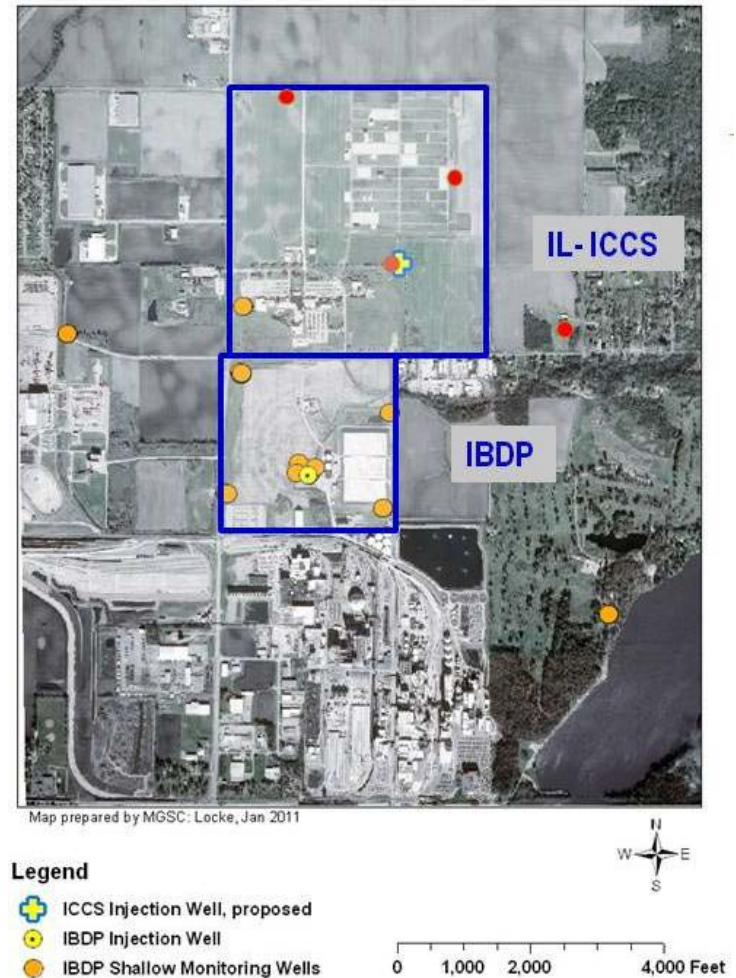 IL-ICCS
IBDP
Map prepared by MGSC: Locke, Jan 2011
N
W E
S
Legend
ICCS Injection Well, proposed
IBDP Injection Well
IBDP Shallow Monitoring Wells
0 1,000 2,000 4,000 Feet